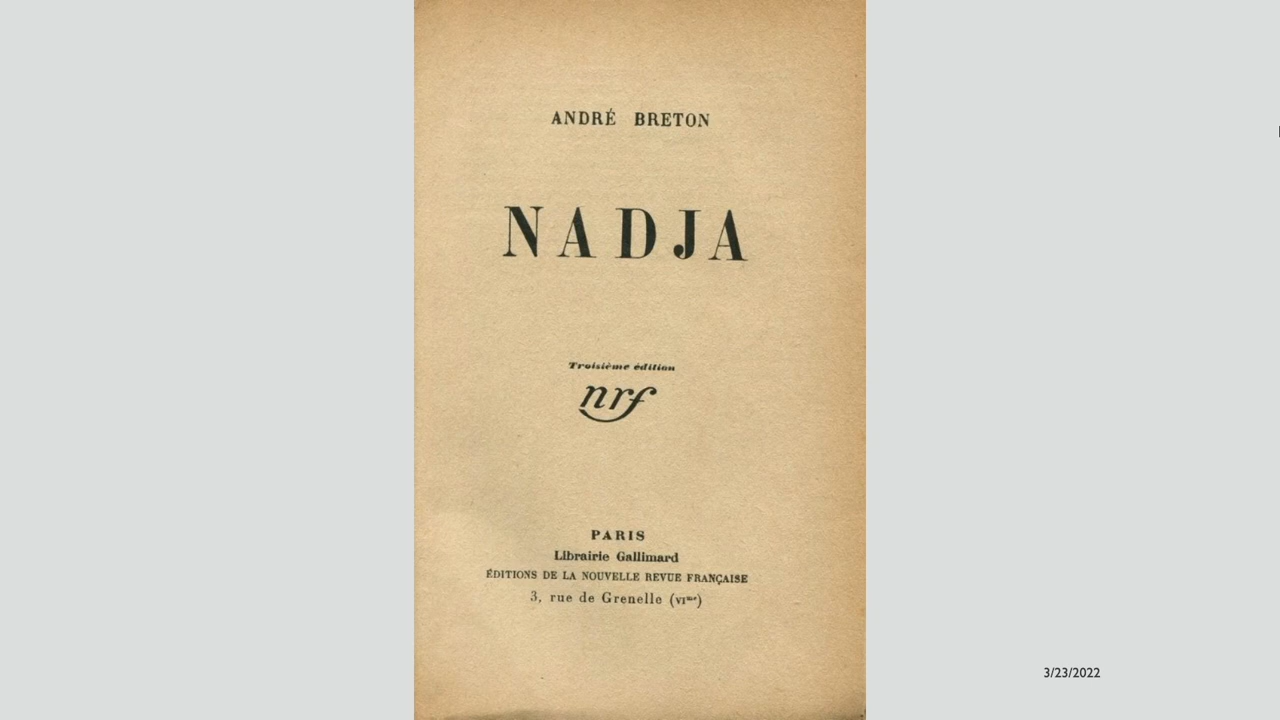 ANDRÉ BRETON
NADJA
Troisième édition
nrf
PARIS
Librairie Gallimard
ÉDITIONS DE LA NOUVELLE REVUE FRANÇAISE
3, rue de Grenelle (VIme)
3/23/2022